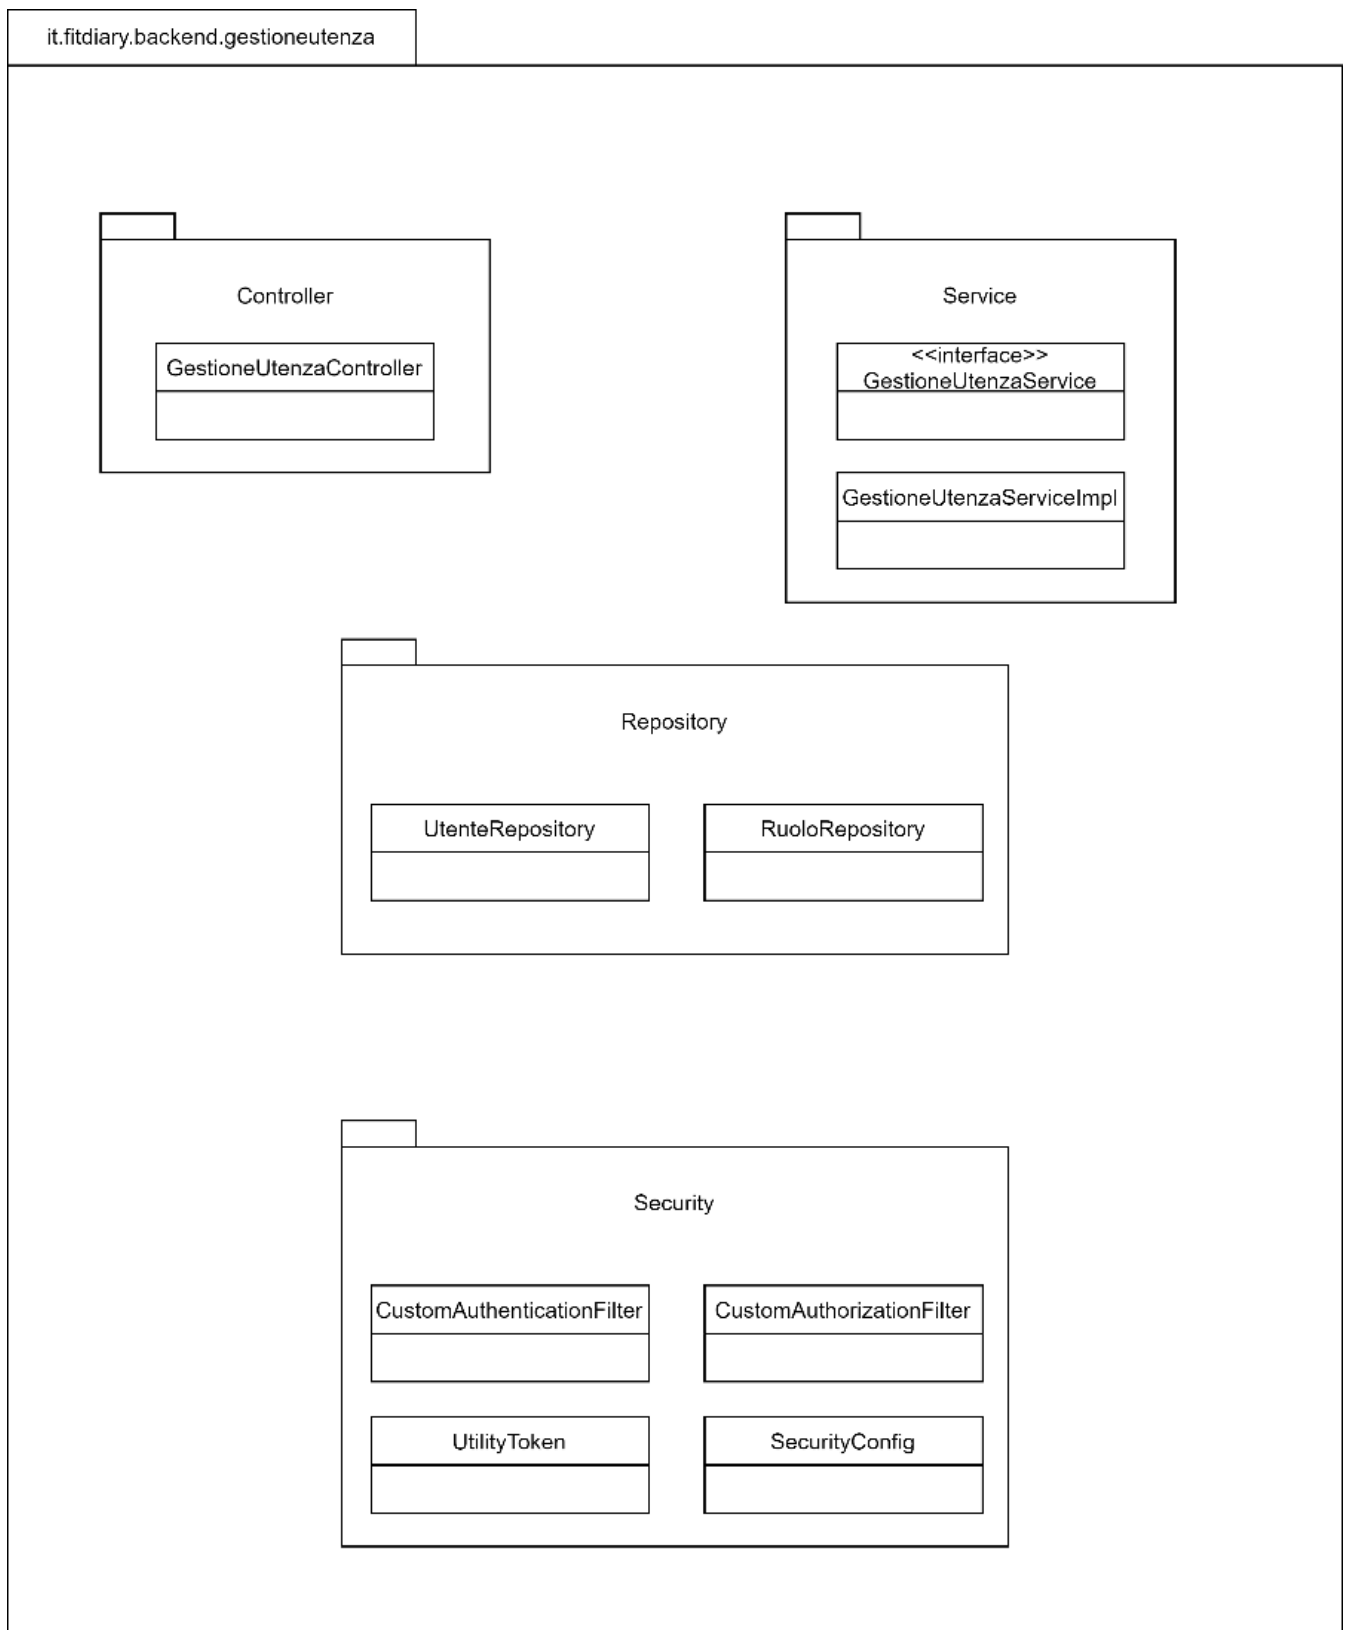 it.fitdiary.backend.gestioneutenza
Controller
GestioneUtenzaController
Service
<<interface>>
GestioneUtenzaService
GestioneUtenzaServiceImpl
Repository
UtenteRepository
RuoloRepository
Security
CustomAuthenticationFilter
CustomAuthorizationFilter
UtilityToken
SecurityConfig